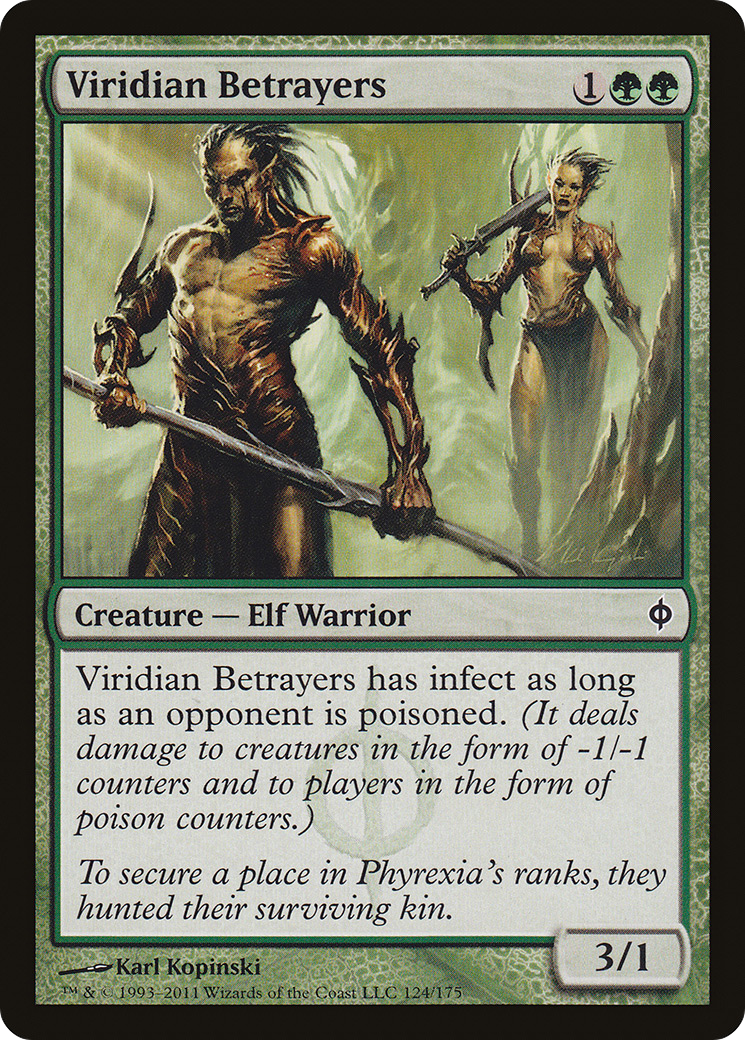 Viridian Betrayers 1
Creature — Elf Warrior
Viridian Betrayers has infect as long
as an opponent is poisoned. (It deals
damage to creatures in the form of -1/-1
counters and to players in the form of
poison counters.)
To secure a place in Phyrexia's ranks, they
hunted their surviving kin.
3/1
Karl Kopinski
™ & © 1993–2011 Wizards of the Coast LLC 124/175